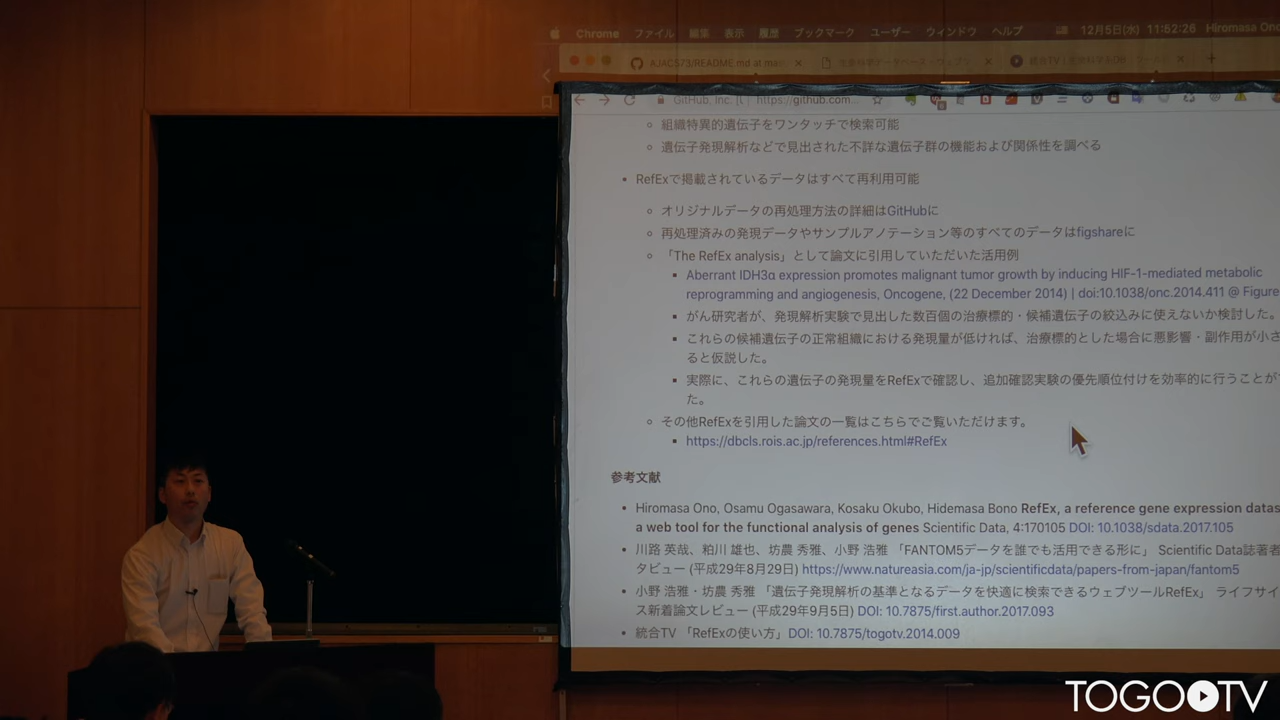 Chrome ファイル 編集 表示 履歴 ブックマーク ユーザー ウィンドウ ヘルプ 12月5日(水) 11:52:26 Hiromasa Ono
AJACS73/README.md at mas
GitHub, Inc. [U https://github.com...
組織特異的遺伝子をワンタッチで検索可能
遺伝子発現解析などで見出された不詳な遺伝子群の機能および関係性を調べる
RefExで掲載されているデータはすべて再利用可能
オリジナルデータの再処理方法の詳細はGitHubに
再処理済みの発現データやサンプルアノテーション等のすべてのデータはfigshareに
「The RefEx analysis」として論文に引用していただいた活用例
Aberrant IDH3α expression promotes malignant tumor growth by inducing HIF-1-mediated metabolic
reprogramming and angiogenesis, Oncogene, (22 December 2014) | doi:10.1038/onc.2014.411 @ Figure
がん研究者が、発現解析実験で見出した数百個の治療標的・候補遺伝子の絞込みに使えないか検討した。
これらの候補遺伝子の正常組織における発現量が低ければ、治療標的とした場合に悪影響・副作用が小さ
ると仮説した。
実際に、これらの遺伝子の発現量をRefExで確認し、追加確認実験の優先順位付けを効率的に行うことが
た。
その他RefExを引用した論文の一覧はこちらでご覧いただけます。
https://dbcls.rois.ac.jp/references.html#RefEx
参考文献
Hiromasa Ono, Osamu Ogasawara, Kosaku Okubo, Hidemasa Bono RefEx, a reference gene expression datas
a web tool for the functional analysis of genes Scientific Data, 4:170105 DOI: 10.1038/sdata.2017.105
川路 英哉、粕川 雄也、坊農 秀雅、小野 浩雅 「FANTOM5データを誰でも活用できる形に」 Scientific Data誌著者
タビュー (平成29年8月29日) https://www.natureasia.com/ja-jp/scientificdata/papers-from-japan/fantom5
小野 浩雅・坊農 秀雅 「遺伝子発現解析の基準となるデータを快適に検索できるウェブツールRefEx」 ライフサイ
ス新着論文レビュー (平成29年9月5日) DOI: 10.7875/first.author.2017.093
統合TV 「RefExの使い方」DOI: 10.7875/togotv.2014.009
TOGOTV